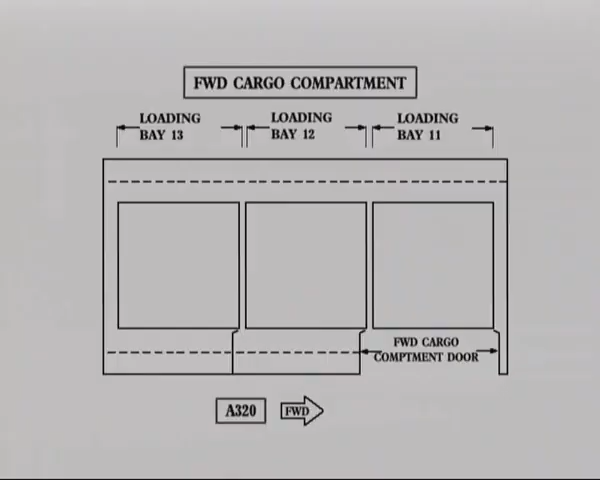 FWD CARGO COMPARTMENT
LOADING
BAY 13
LOADING
BAY 12
LOADING
BAY 11
FWD CARGO
COMPTMENT DOOR
A320
FWD